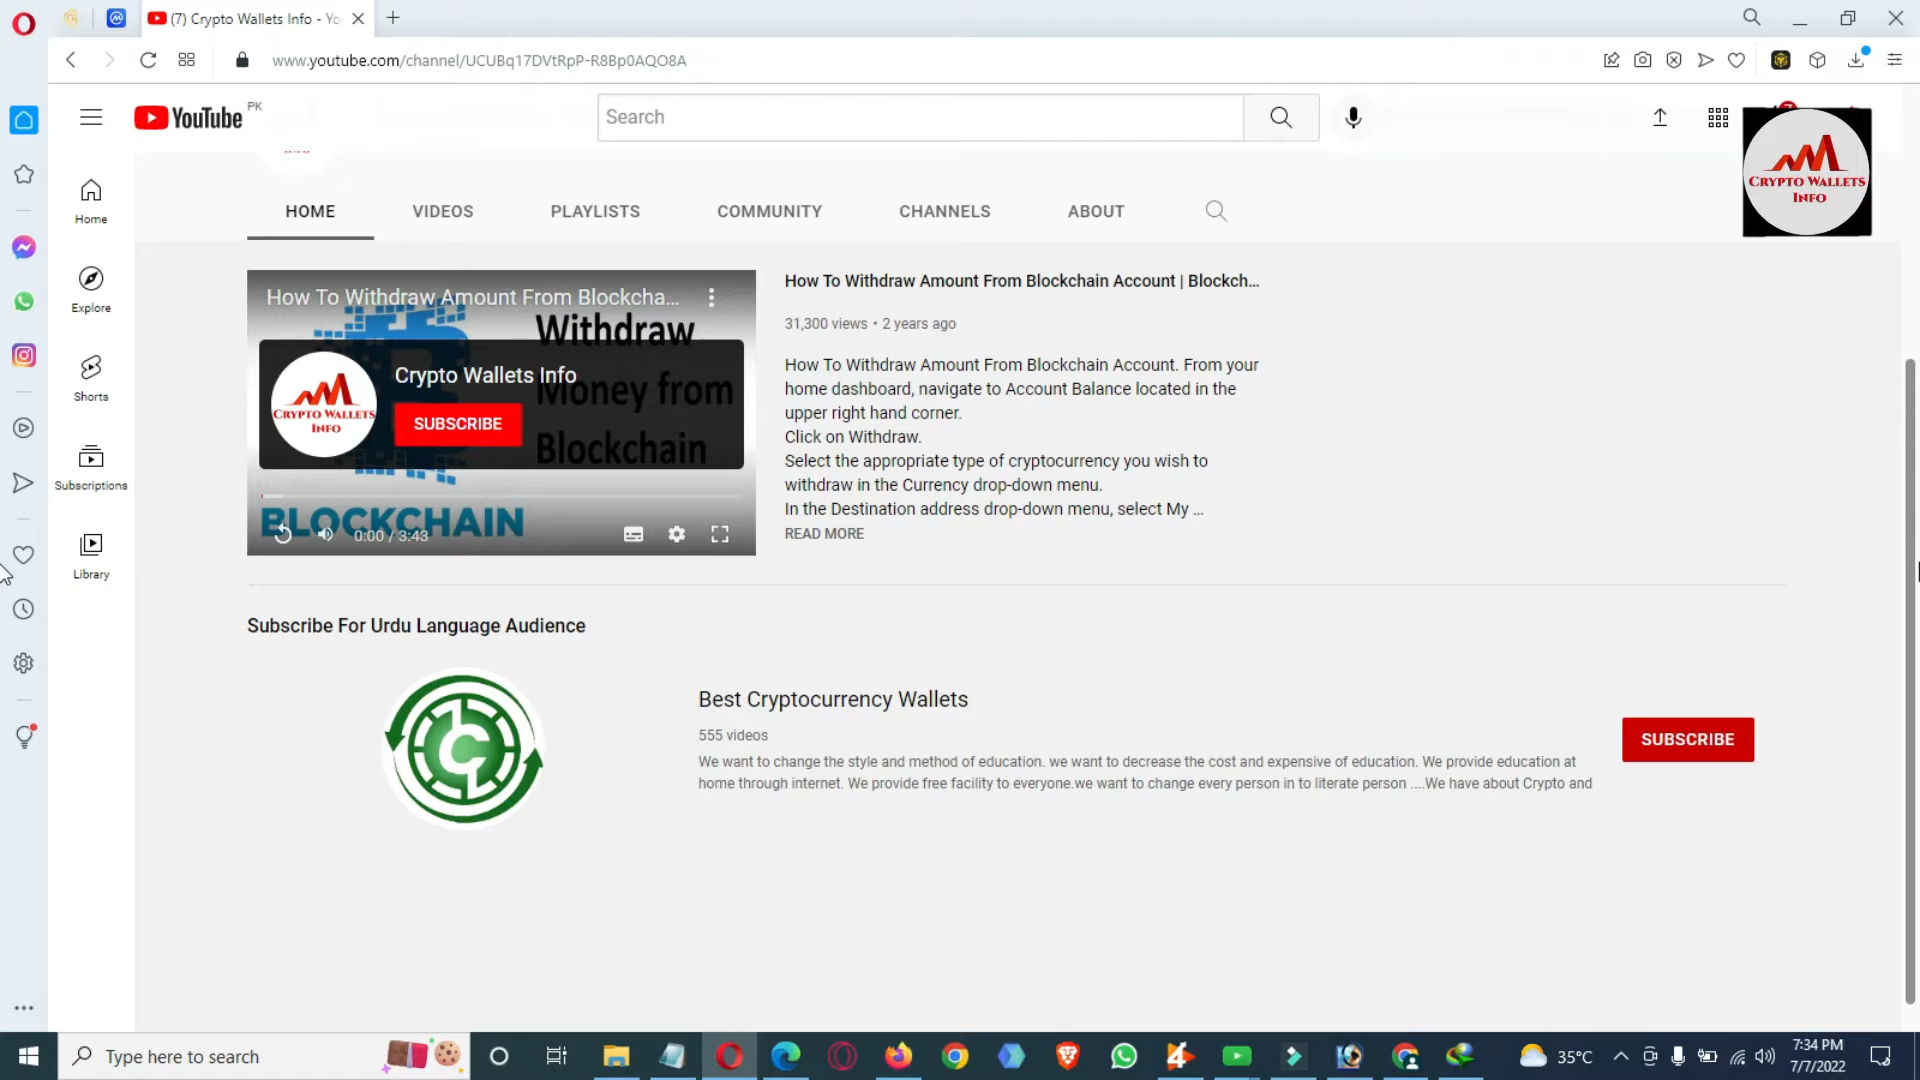 (7) Crypto Wallets Info - Yo
www.youtube.com/channel/UCUBq17DVtRpP-R8Bp0AQO8A
YouTube PK
Search
CRYPTO WALLETS
INFO
Home
Explore
Shorts
Subscriptions
Library
HOME
VIDEOS
PLAYLISTS
COMMUNITY
CHANNELS
ABOUT
How To Withdraw Amount From Blockcha...
Withdraw
Money from
Blockchain
BLOCKCHAIN
Crypto Wallets Info
SUBSCRIBE
CRYPTO WALLETS
INFO
0:00 / 3:43
How To Withdraw Amount From Blockchain Account | Blockch...
31,300 views • 2 years ago
How To Withdraw Amount From Blockchain Account. From your
home dashboard, navigate to Account Balance located in the
upper right hand corner.
Click on Withdraw.
Select the appropriate type of cryptocurrency you wish to
withdraw in the Currency drop-down menu.
In the Destination address drop-down menu, select My ...
READ MORE
Subscribe For Urdu Language Audience
Best Cryptocurrency Wallets
555 videos
We want to change the style and method of education. we want to decrease the cost and expensive of education. We provide education at
home through internet. We provide free facility to everyone.we want to change every person in to literate person ....We have about Crypto and
SUBSCRIBE
Type here to search
35°C
7:34 PM
7/7/2022